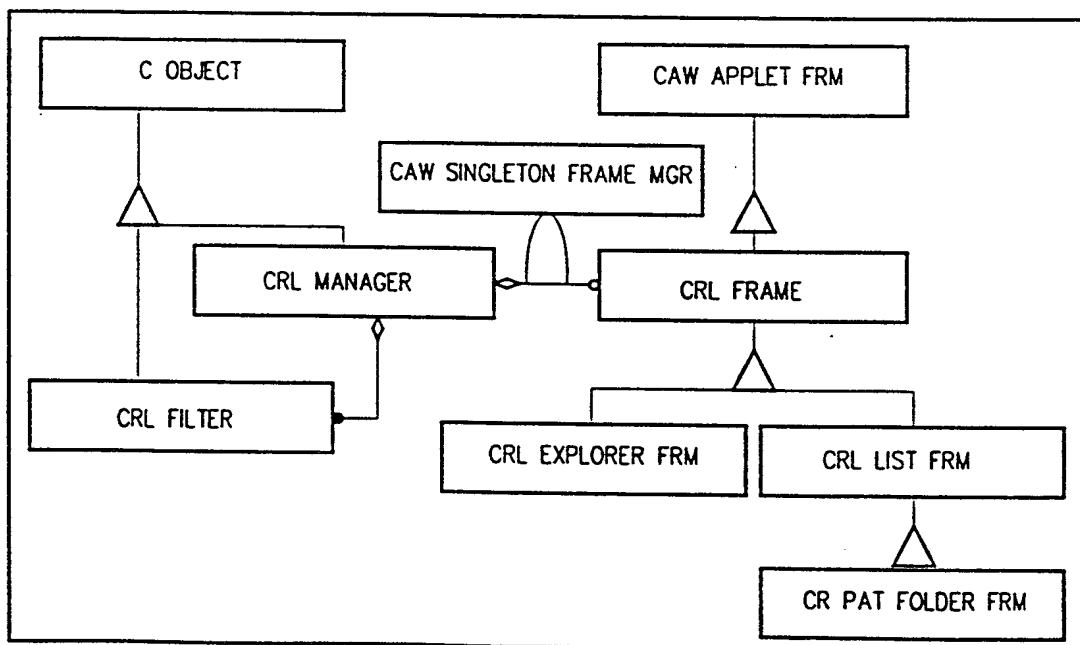 C OBJECT
CAW APPLET FRM
CAW SINGLETON FRAME MGR
CRL MANAGER
CRL FRAME
CRL FILTER
CRL EXPLORER FRM
CRL LIST FRM
CR PAT FOLDER FRM